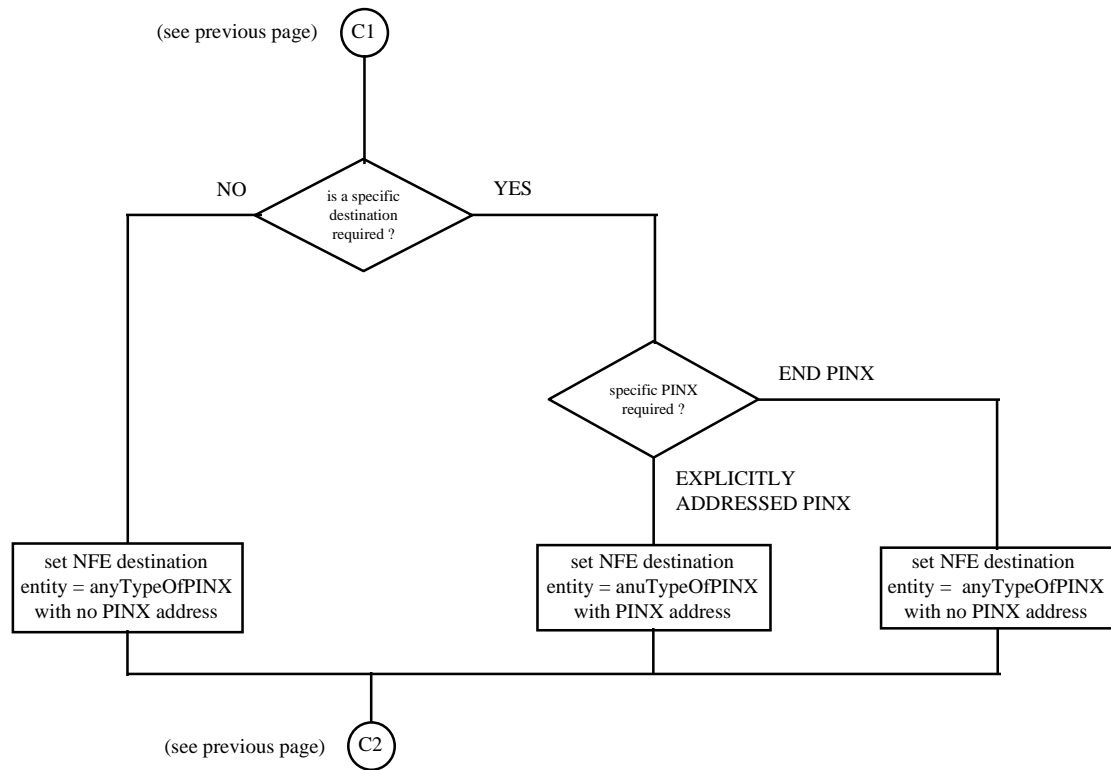 (see previous page)
C1
NO
YES
is a specific
destination
required ?
specific PINX
required ?
END PINX
EXPLICITLY
ADDRESSED PINX
set NFE destination
entity = anyTypeOfPINX
with no PINX address
set NFE destination
entity = anuTypeOfPINX
with PINX address
set NFE destination
entity =  anyTypeOfPINX
with no PINX address
(see previous page)
C2